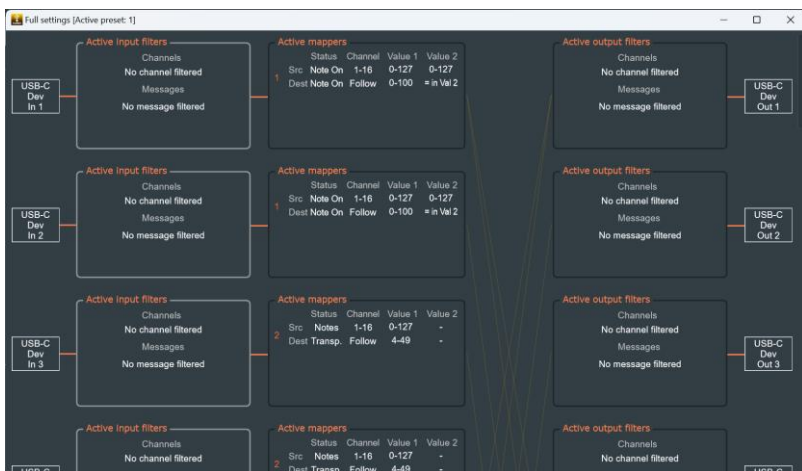 Full settings [Active preset: 1]
Active input filters
Channels
No channel filtered
Messages
No message filtered
USB-C
Dev
In 1
Active mappers
Status Channel Value 1 Value 2
1
Src Note On 1-16 0-127 0-127
Dest Note On Follow 0-100 = in Val 2
Active output filters
Channels
No channel filtered
Messages
No message filtered
USB-C
Dev
Out 1
Active input filters
Channels
No channel filtered
Messages
No message filtered
USB-C
Dev
In 2
Active mappers
Status Channel Value 1 Value 2
1
Src Note On 1-16 0-127 0-127
Dest Note On Follow 0-100 = in Val 2
Active output filters
Channels
No channel filtered
Messages
No message filtered
USB-C
Dev
Out 2
Active input filters
Channels
No channel filtered
Messages
No message filtered
USB-C
Dev
In 3
Active mappers
Status Channel Value 1 Value 2
2
Src Notes 1-16 0-127 -
Dest Transp. Follow 4-49 -
Active output filters
Channels
No channel filtered
Messages
No message filtered
USB-C
Dev
Out 3
Active input filters
Channels
No channel filtered
USB-C
Active mappers
Status Channel Value 1 Value 2
2
Src Notes 1-16 0-127 -
Dest Transp. Follow 4-49 -
Active output filters
Channels
No channel filtered
USB-C